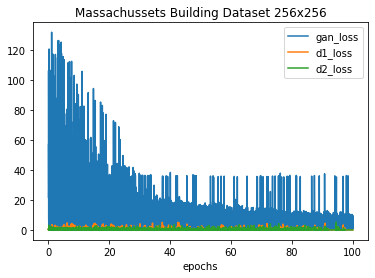 Massachussets Building Dataset 256x256
gan_loss
d1_loss
d2_loss
120
100
80
60
40
20
0
0 20 40 60 80 100
epochs